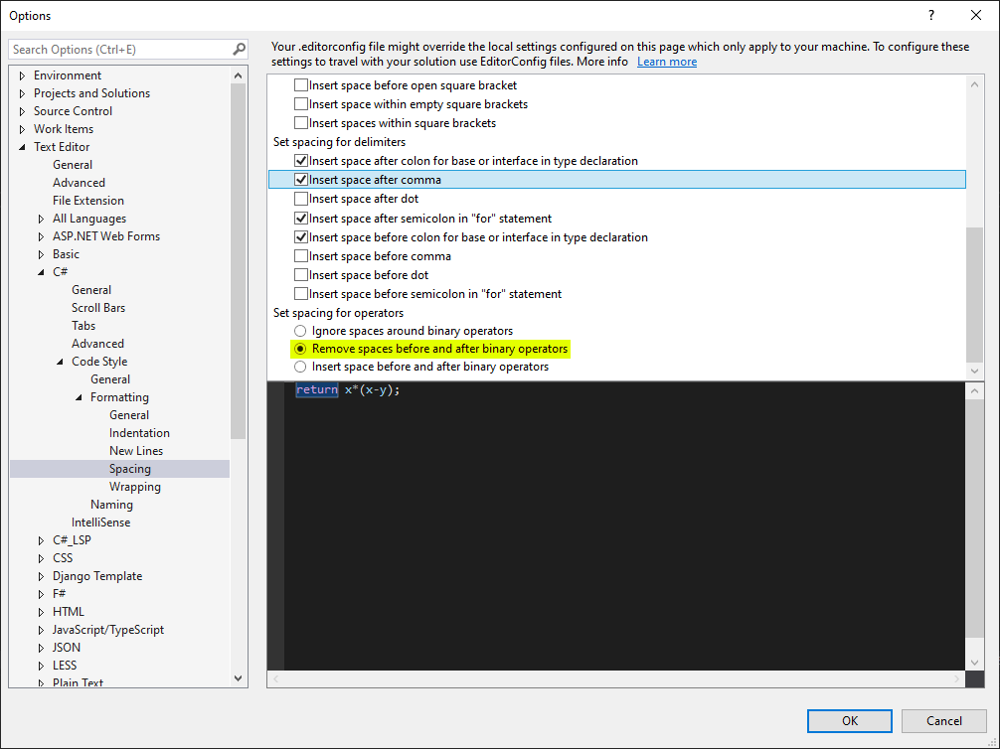 Options
?
Search Options (Ctrl+E)
Environment
Projects and Solutions
Source Control
Work Items
Text Editor
General
Advanced
File Extension
All Languages
ASP.NET Web Forms
Basic
C#
General
Scroll Bars
Tabs
Advanced
Code Style
General
Formatting
General
Indentation
New Lines
Spacing
Wrapping
Naming
IntelliSense
C#_LSP
CSS
Django Template
F#
HTML
JavaScript/TypeScript
JSON
LESS
Plain Text
Your .editorconfig file might override the local settings configured on this page which only apply to your machine. To configure these
settings to travel with your solution use EditorConfig files. More info Learn more
Insert space before open square bracket
Insert space within empty square brackets
Insert spaces within square brackets
Set spacing for delimiters
Insert space after colon for base or interface in type declaration
Insert space after comma
Insert space after dot
Insert space after semicolon in "for" statement
Insert space before colon for base or interface in type declaration
Insert space before comma
Insert space before dot
Insert space before semicolon in "for" statement
Set spacing for operators
Ignore spaces around binary operators
Remove spaces before and after binary operators
Insert space before and after binary operators
return x*(x-y);
OK
Cancel